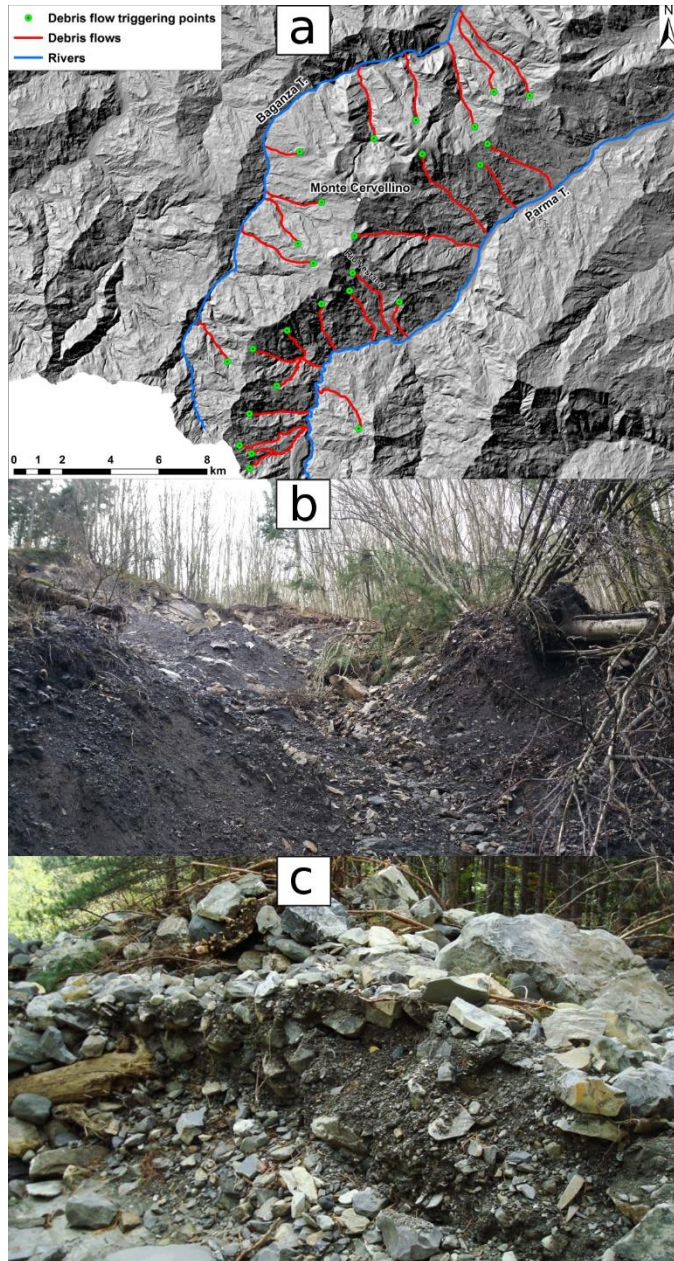 a
N
Debris flow triggering points
Debris flows
Rivers
Baganza T.
Monte Cervellino
Parma T.
0 1 2 4 6 8
km
b
c